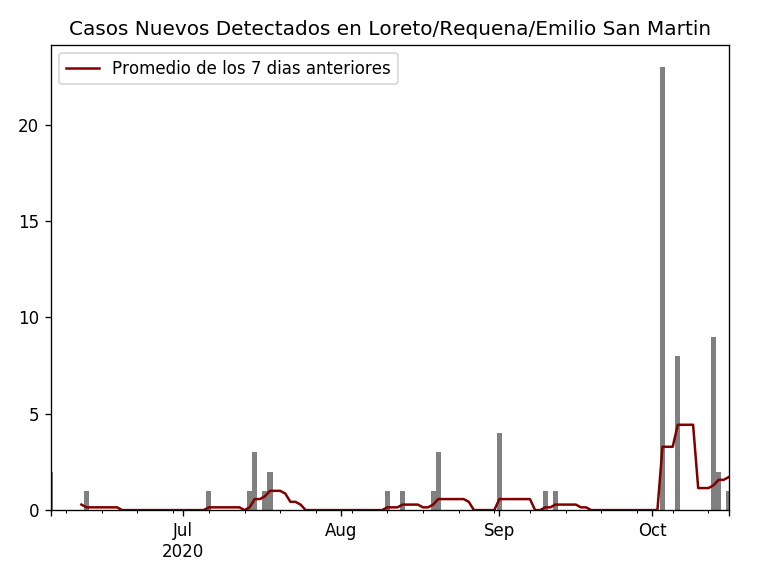 Casos Nuevos Detectados en Loreto/Requena/Emilio San Martin
Promedio de los 7 dias anteriores
20
15
10
5
0
Jul
2020
Aug
Sep
Oct